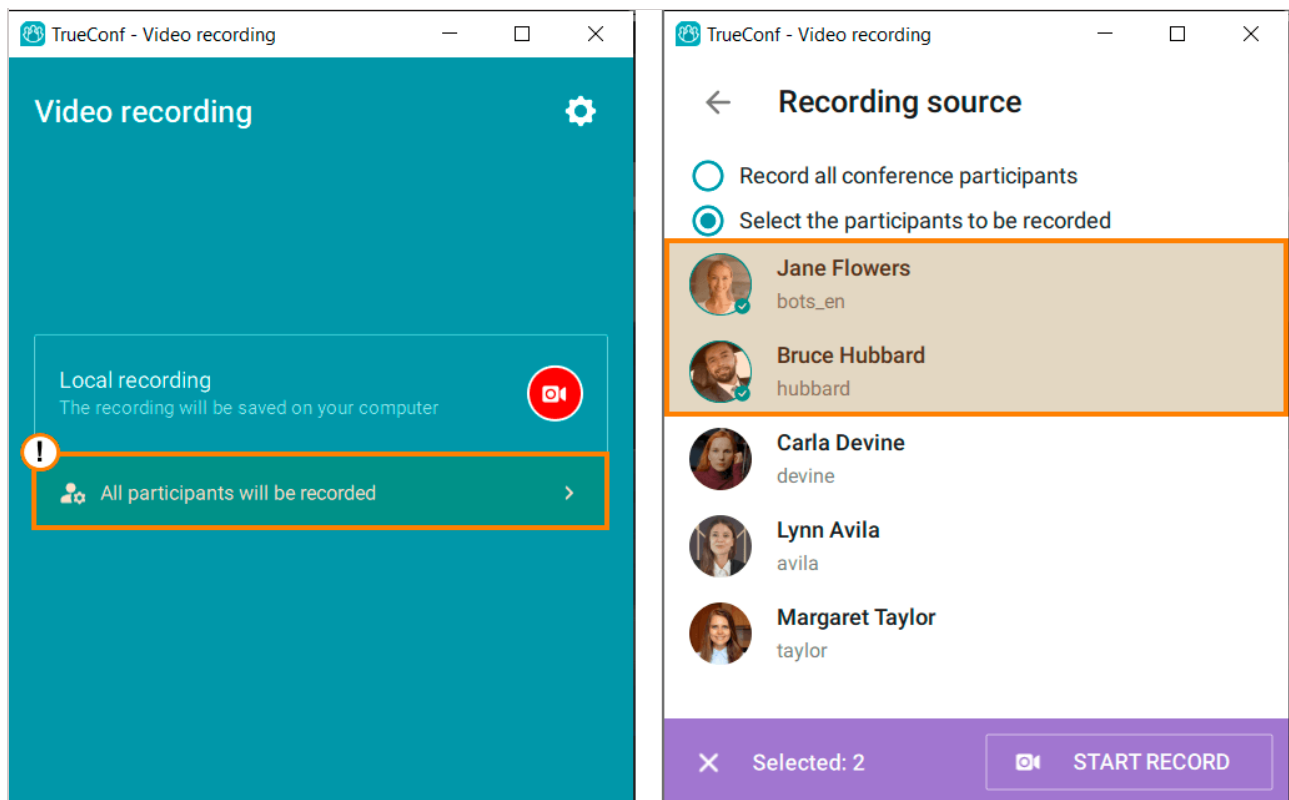 TrueConf - Video recording
Video recording
Local recording
The recording will be saved on your computer
!
All participants will be recorded
TrueConf - Video recording
Recording source
Record all conference participants
Select the participants to be recorded
Jane Flowers
bots_en
Bruce Hubbard
hubbard
Carla Devine
devine
Lynn Avila
avila
Margaret Taylor
taylor
Selected: 2
START RECORD